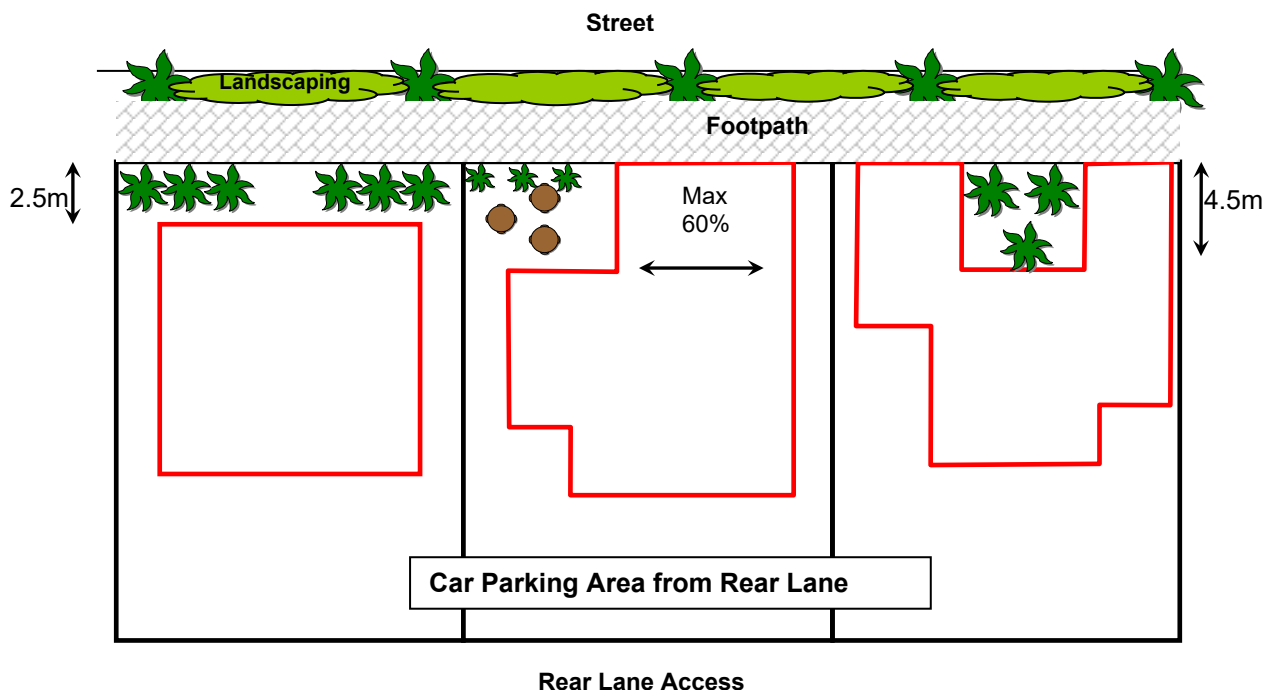 Street
Landscaping
Footpath
2.5m
Max
60%
4.5m
Car Parking Area from Rear Lane
Rear Lane Access